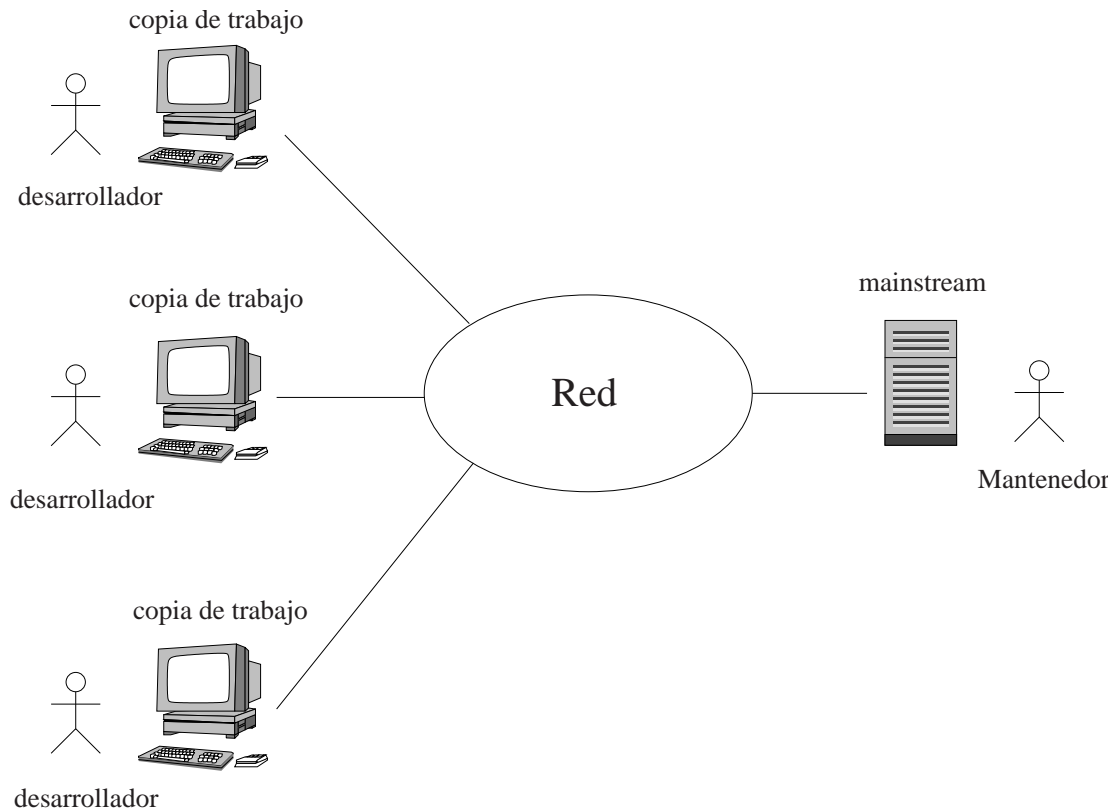 copia de trabajo
desarrollador
copia de trabajo
mainstream
Red
Mantenedor
desarrollador
copia de trabajo
desarrollador